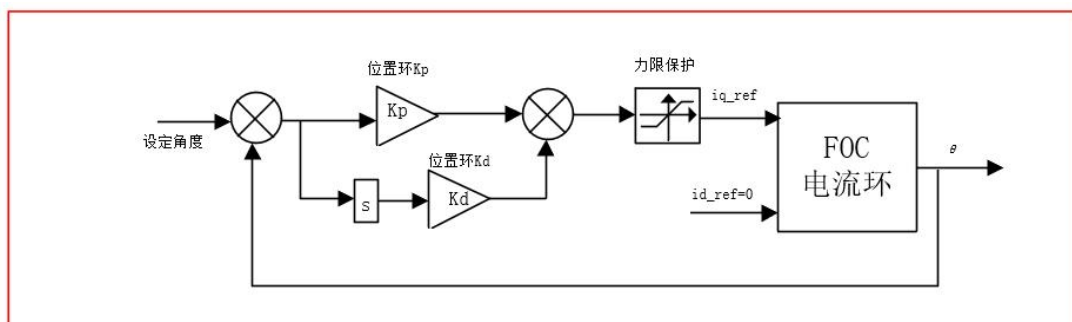 位置环Kp
力限保护
iq_ref
Kp
设定角度
FOC
电流环
θ
位置环Kd
S
Kd
id_ref=0